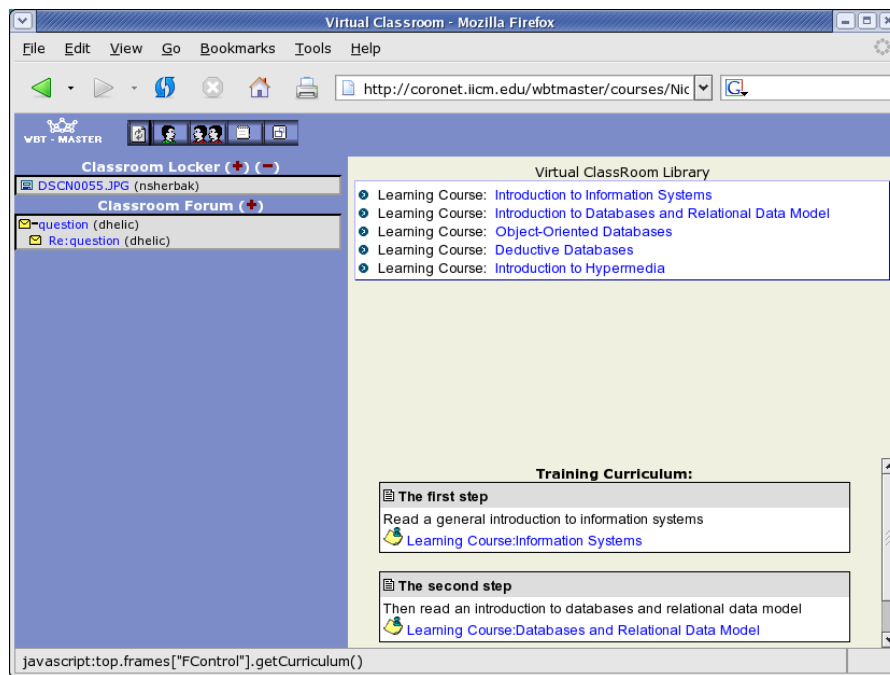 Virtual Classroom - Mozilla Firefox
File Edit View Go Bookmarks Tools Help
http://coronet.iicm.edu/wbtmaster/courses/Nic
G
WBT - MASTER
Classroom Locker (+) (-)
DSCN0055.JPG (nsherbak)
Classroom Forum (+)
question (dhelic)
Re:question (dhelic)
Virtual ClassRoom Library
Learning Course: Introduction to Information Systems
Learning Course: Introduction to Databases and Relational Data Model
Learning Course: Object-Oriented Databases
Learning Course: Deductive Databases
Learning Course: Introduction to Hypermedia
Training Curriculum:
The first step
Read a general introduction to information systems
Learning Course:Information Systems
The second step
Then read an introduction to databases and relational data model
Learning Course:Databases and Relational Data Model
javascript:top.frames["FControl"].getCurriculum()